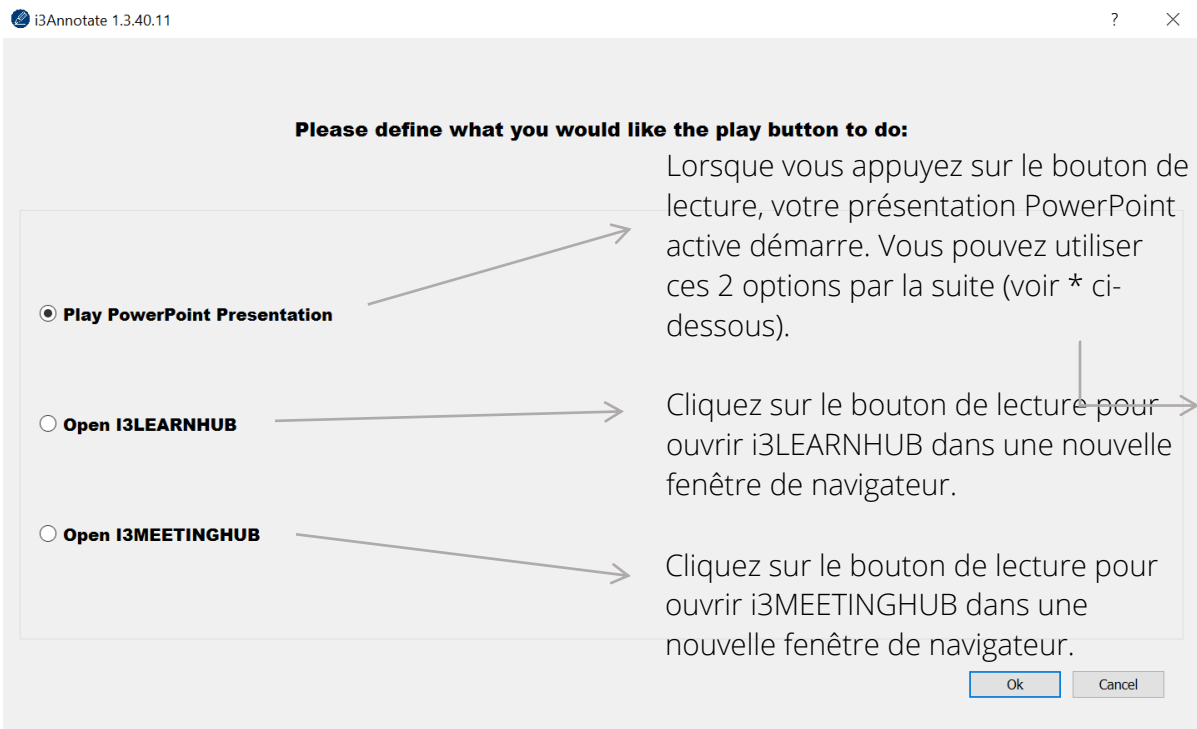 i3Annotate 1.3.40.11
?
Please define what you would like the play button to do:
Lorsque vous appuyez sur le bouton de
lecture, votre présentation PowerPoint
active démarre. Vous pouvez utiliser
ces 2 options par la suite (voir * ci-
dessous).
Play PowerPoint Presentation
Cliquez sur le bouton de lecture pour
ouvrir i3LEARNHUB dans une nouvelle
fenêtre de navigateur.
Open I3LEARNHUB
Open I3MEETINGHUB
Cliquez sur le bouton de lecture pour
ouvrir i3MEETINGHUB dans une
nouvelle fenêtre de navigateur.
Ok
Cancel